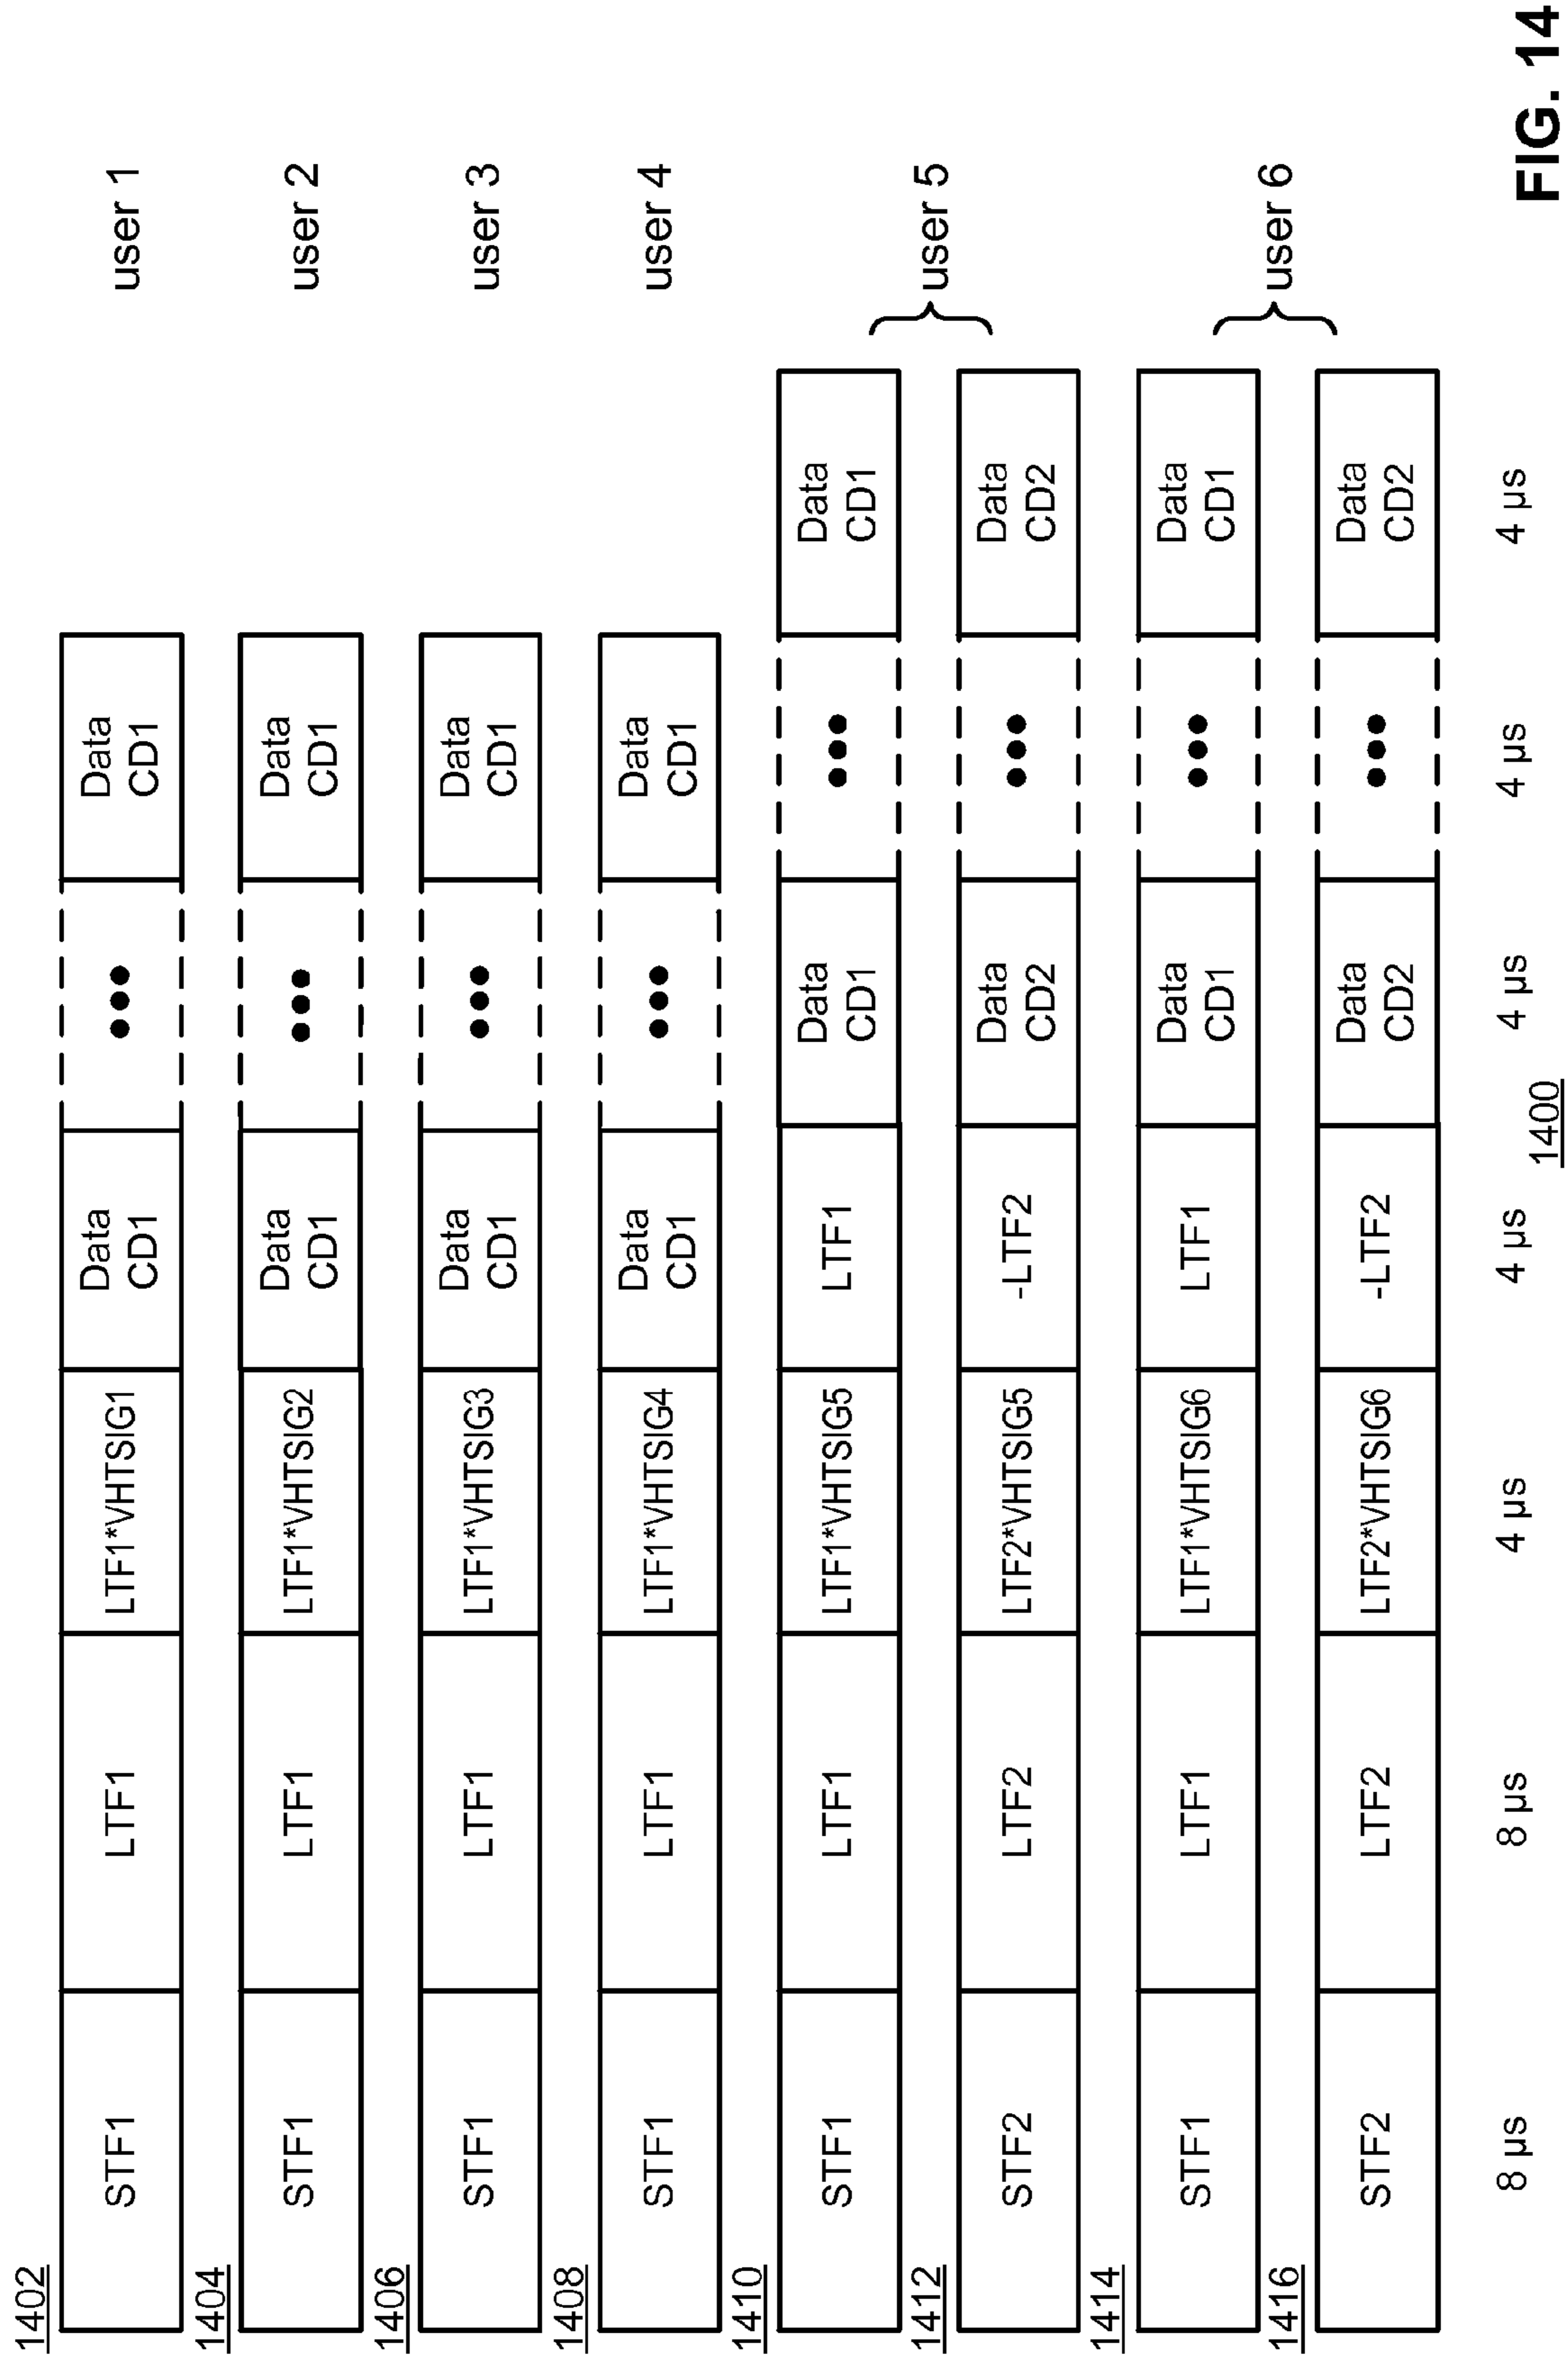 1402
STF1
LTF1
LTF1*VHTSIG1
Data
CD1
Data
CD1
user 1
1404
STF1
LTF1
LTF1*VHTSIG2
Data
CD1
Data
CD1
user 2
1406
STF1
LTF1
LTF1*VHTSIG3
Data
CD1
Data
CD1
user 3
1408
STF1
LTF1
LTF1*VHTSIG4
Data
CD1
Data
CD1
user 4
1410
STF1
LTF1
LTF1*VHTSIG5
LTF1
Data
CD1
Data
CD1
user 5
1412
STF2
LTF2
LTF2*VHTSIG5
-LTF2
Data
CD2
Data
CD2
1414
STF1
LTF1
LTF1*VHTSIG6
LTF1
Data
CD1
Data
CD1
user 6
1416
STF2
LTF2
LTF2*VHTSIG6
-LTF2
Data
CD2
Data
CD2
8 µs
8 µs
4 µs
4 µs
4 µs
4 µs
4 µs
1400
FIG. 14